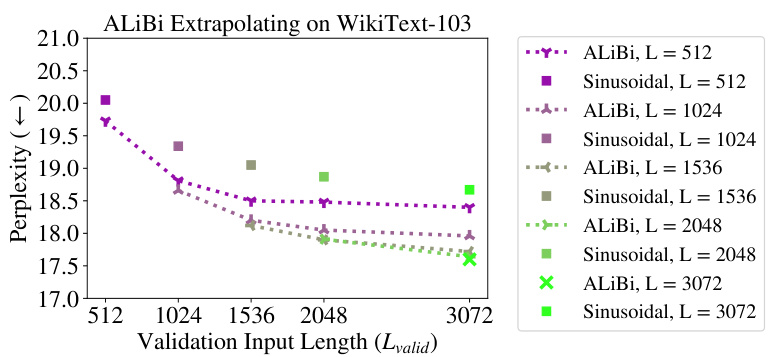 ALiBi Extrapolating on WikiText-103
Perplexity (←)
21.0
20.5
20.0
19.5
19.0
18.5
18.0
17.5
17.0
512 1024 1536 2048 3072
Validation Input Length (L_valid)
ALiBi, L = 512
Sinusoidal, L = 512
ALiBi, L = 1024
Sinusoidal, L = 1024
ALiBi, L = 1536
Sinusoidal, L = 1536
ALiBi, L = 2048
Sinusoidal, L = 2048
ALiBi, L = 3072
Sinusoidal, L = 3072